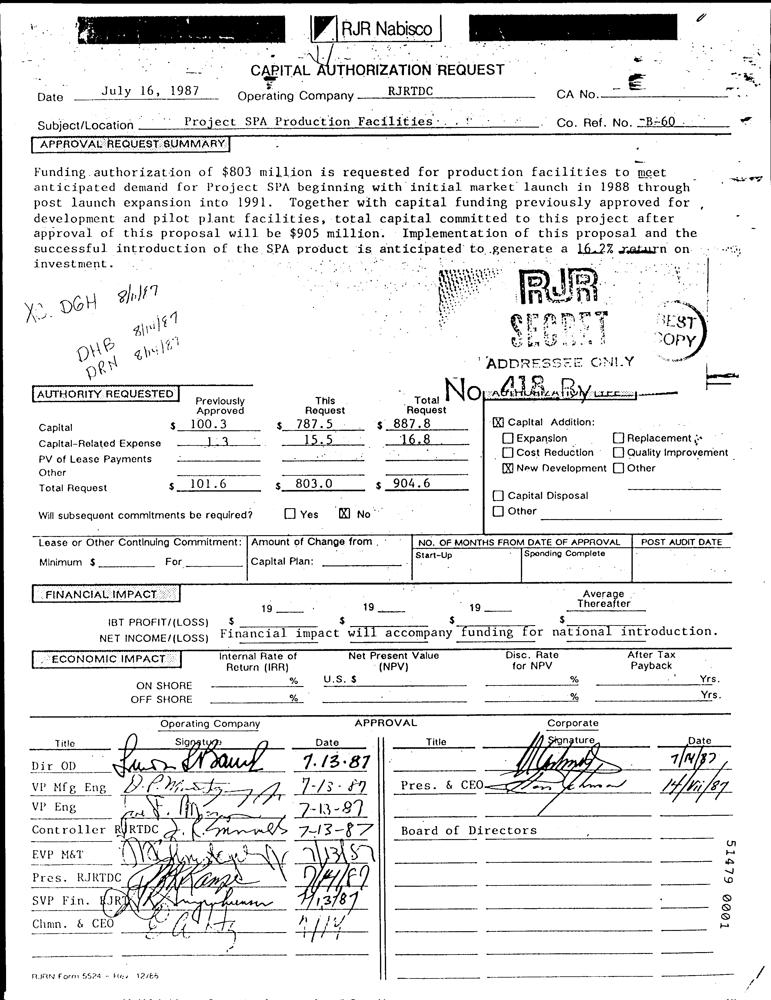 RJR Nabisco
CAPITAL AUTHORIZATION REQUEST
Date July 16, 1987 Operating Company RJRTDC CA No.
Subject/Location Project SPA Production Facilities Co. Ref. No. B-60
APPROVAL REQUEST SUMMARY
Funding authorization of $803 million is requested for production facilities to meet
anticipated demand for Project SPA beginning with initial market launch in 1988 through
post launch expansion into 1991. Together with capital funding previously approved for
development and pilot plant facilities, total capital committed to this project after
approval of this proposal will be $905 million. Implementation of this proposal and the
successful introduction of the SPA product is anticipated to generate a 16.2% return on
investment.
DGH 8/11/87
DHB 8/14/87
DRN 8/14/87
RJR
SECRET
ADDRESSEE ONLY
No. 418 By
BEST
COPY
AUTHORITY REQUESTED
Previously Approved This Request Total Request
Capital $ 100.3 $ 787.5 $ 887.8
Capital-Related Expense 1.3 15.5 16.8
PV of Lease Payments
Other
Total Request $ 101.6 $ 803.0 $ 904.6
Will subsequent commitments be required? Yes X No
X Capital Addition:
Expansion Replacement
Cost Reduction Quality Improvement
X New Development Other
Capital Disposal
Other
Lease or Other Continuing Commitment: Amount of Change from NO. OF MONTHS FROM DATE OF APPROVAL POST AUDIT DATE
Minimum $ For Capital Plan: Start-Up Spending Complete
FINANCIAL IMPACT
19 19 19 Average Thereafter
IBT PROFIT/(LOSS) $ $ $ $
NET INCOME/(LOSS) Financial impact will accompany funding for national introduction.
ECONOMIC IMPACT Internal Rate of Return (IRR) Net Present Value (NPV) Disc. Rate for NPV After Tax Payback
ON SHORE % U.S. $ % Yrs.
OFF SHORE % % Yrs.
Operating Company APPROVAL Corporate
Title Signature Date Title Signature Date
Dir OD 7.13.87 7/14/87
VP Mfg Eng 7-13-87 Pres. & CEO 14/vii/87
VP Eng 7-13-87
Controller RJRTDC 7-13-87 Board of Directors
EVP M&T 7/13/87
Pres. RJRTDC 7/14/87
SVP Fin. RJRT 7/13/87
Chmn. & CEO 7/14
51479 0001
RJRN Form 5524 - Rev 12/86